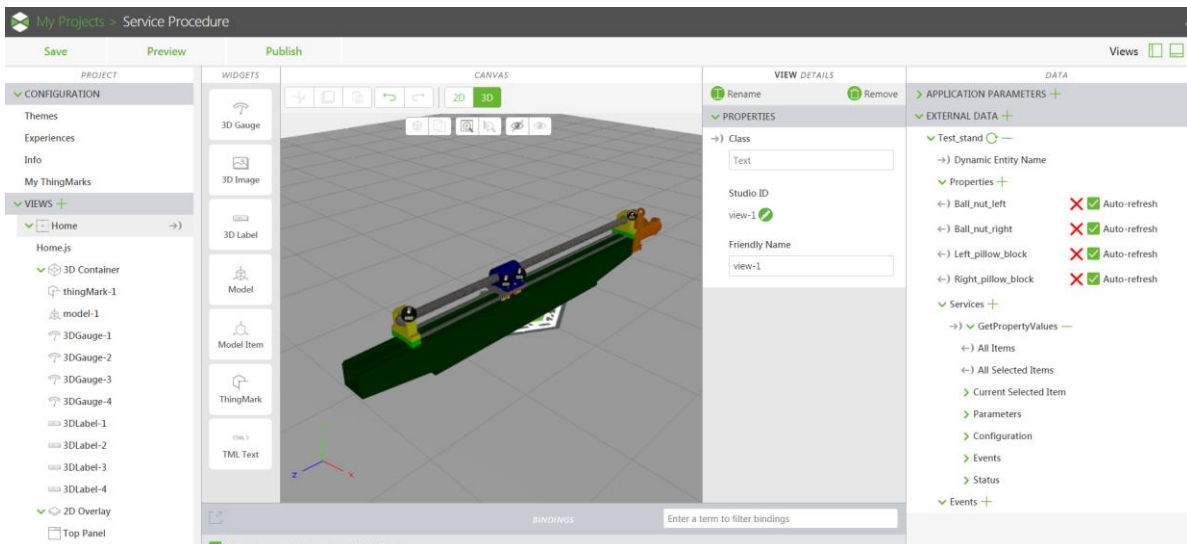 My Projects > Service Procedure
Save Preview Publish Views
PROJECT
CONFIGURATION
Themes
Experiences
Info
My ThingMarks
VIEWS
Home
Home.js
3D Container
thingMark-1
model-1
3DGauge-1
3DGauge-2
3DGauge-3
3DGauge-4
3DLabel-1
3DLabel-2
3DLabel-3
3DLabel-4
2D Overlay
Top Panel
WIDGETS
3D Gauge
3D Image
3D Label
Model
Model Item
ThingMark
TML Text
CANVAS
2D 3D
BINDINGS
Enter a term to filter bindings
VIEW DETAILS
Rename Remove
PROPERTIES
Class
Text
Studio ID
view-1
Friendly Name
view-1
DATA
APPLICATION PARAMETERS
EXTERNAL DATA
Test_stand
Dynamic Entity Name
Properties
Ball_nut_left Auto-refresh
Ball_nut_right Auto-refresh
Left_pillow_block Auto-refresh
Right_pillow_block Auto-refresh
Services
GetPropertyValues
All Items
All Selected Items
Current Selected Item
Parameters
Configuration
Events
Status
Events